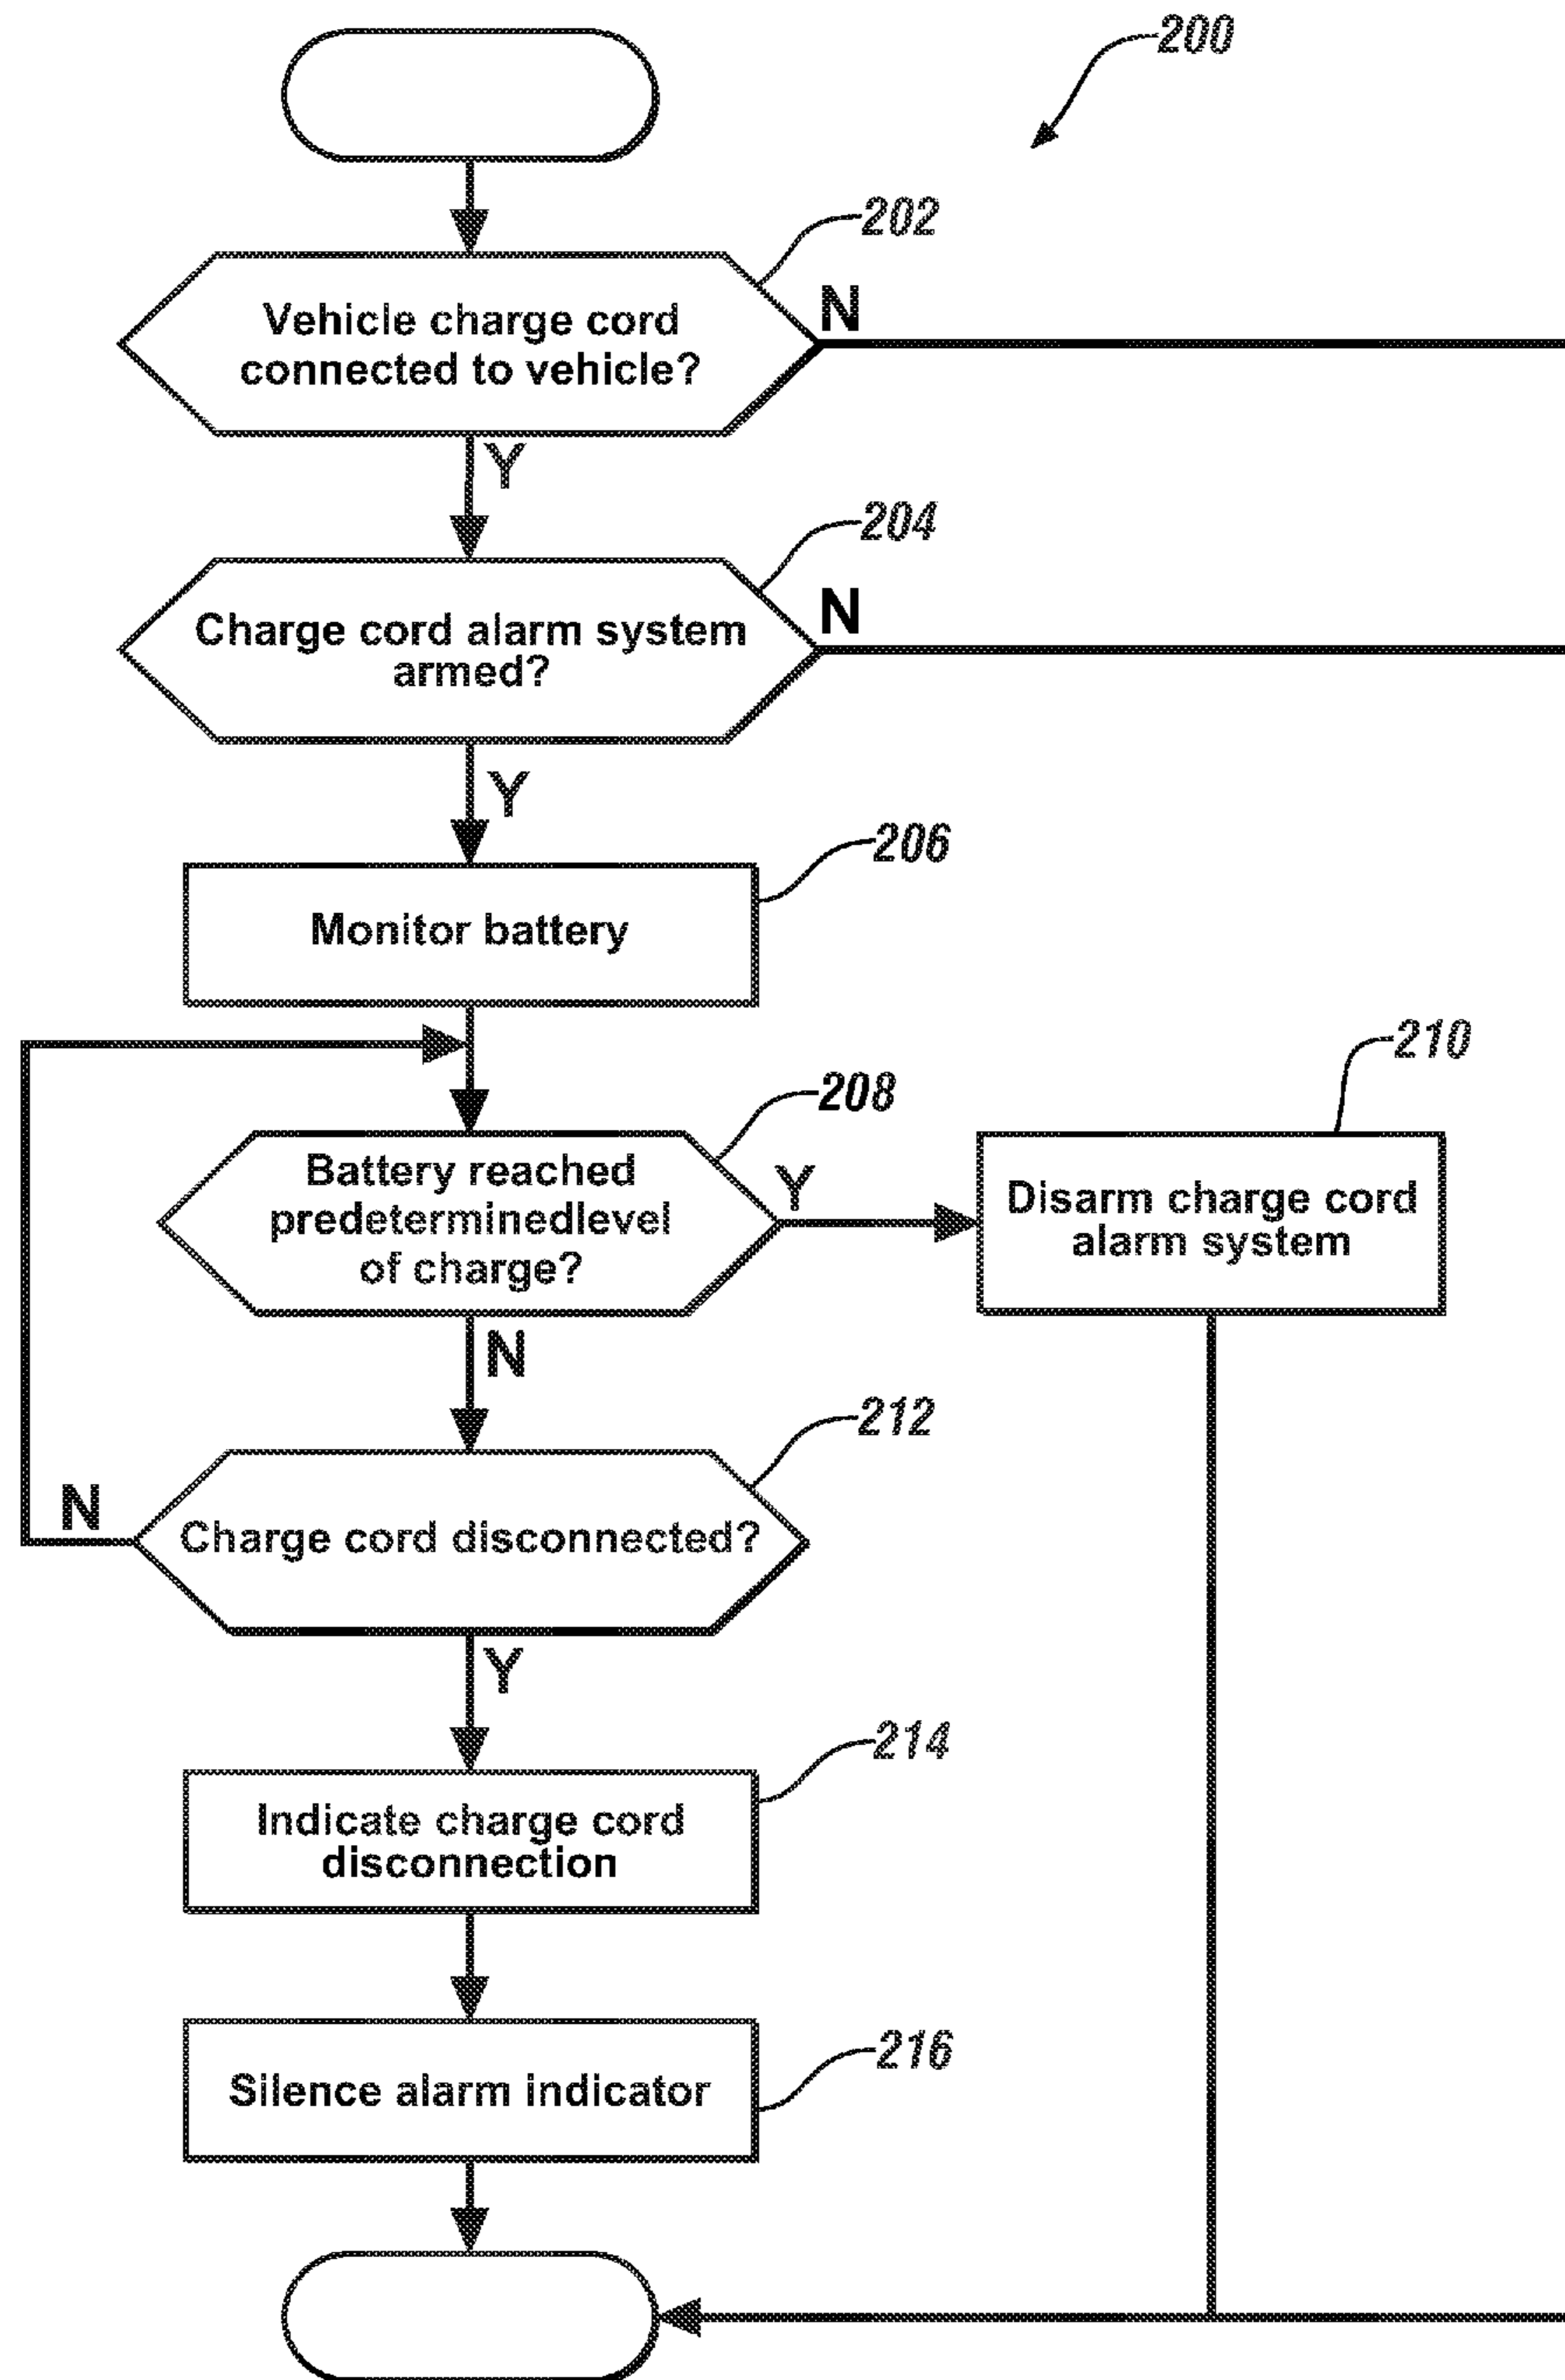 200
202
Vehicle charge cord
connected to vehicle?
N
Y
204
Charge cord alarm system
armed?
N
Y
206
Monitor battery
208
Battery reached
predeterminedlevel
of charge?
Y
210
Disarm charge cord
alarm system
N
212
Charge cord disconnected?
N
Y
214
Indicate charge cord
disconnection
216
Silence alarm indicator